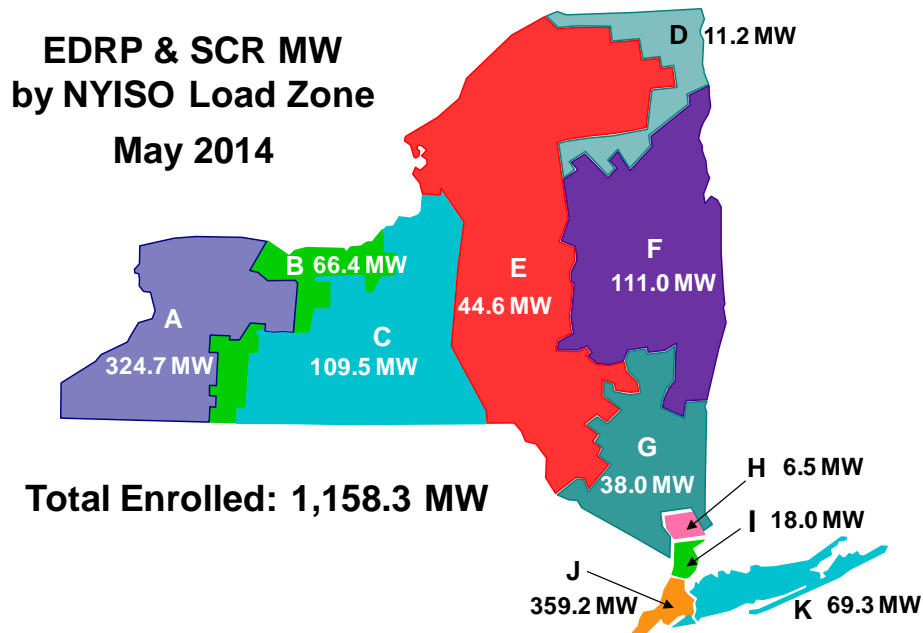 EDRP & SCR MW
by NYISO Load Zone
May 2014
D 11.2 MW
B 66.4 MW
F
111.0 MW
E
44.6 MW
A
324.7 MW
C
109.5 MW
G
38.0 MW
H 6.5 MW
Total Enrolled: 1,158.3 MW
I 18.0 MW
J
359.2 MW
K 69.3 MW